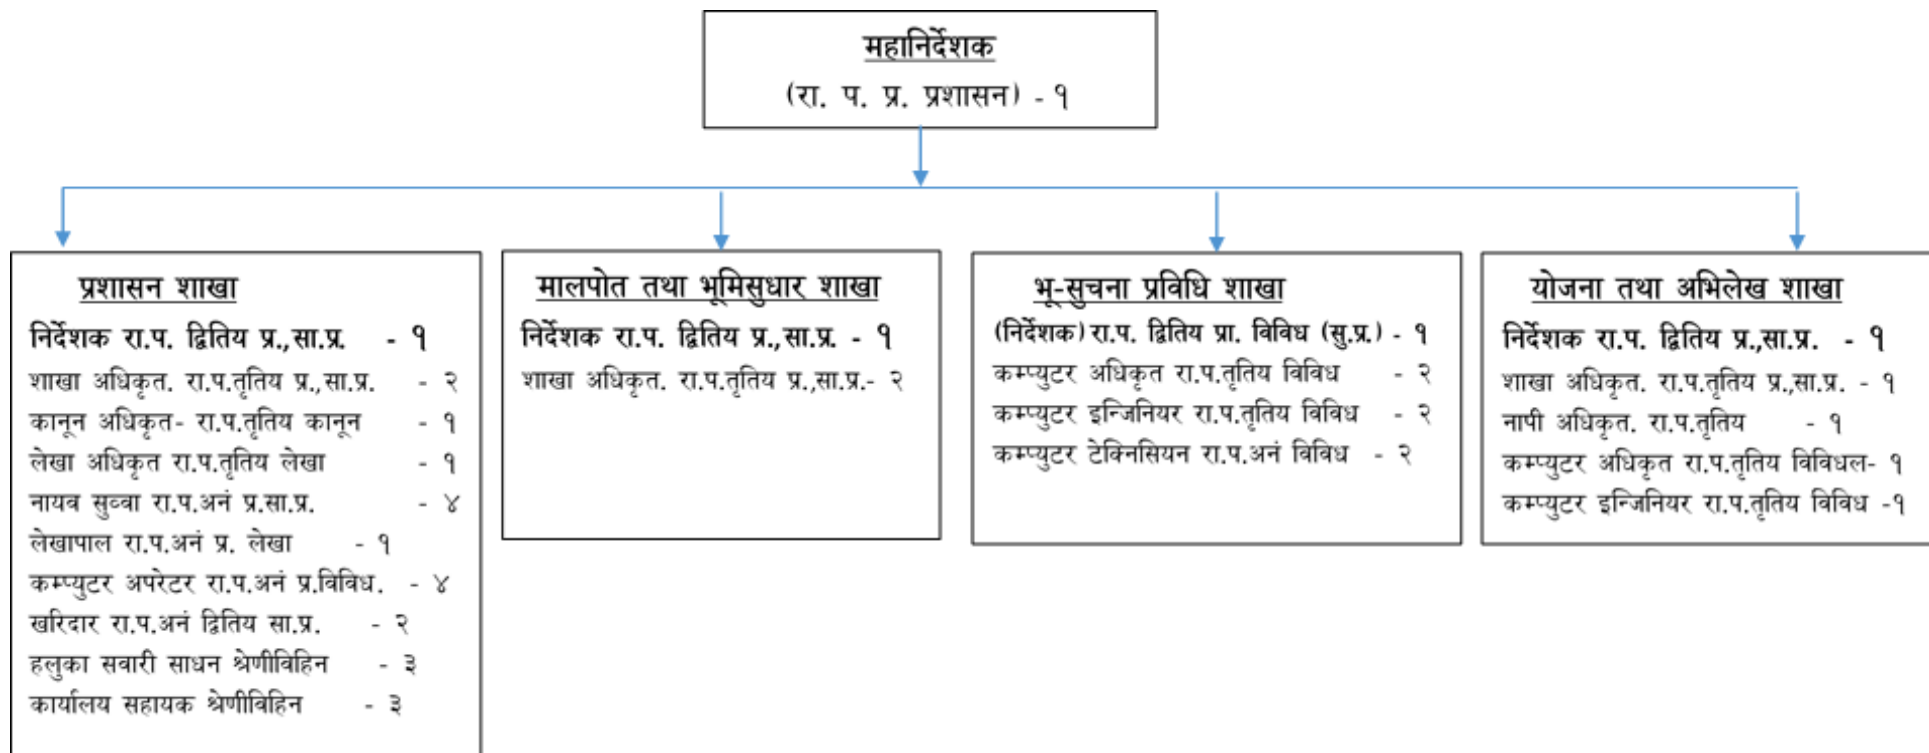 महानिर्देशक
(रा. प. प्र. प्रशासन) - १
प्रशासन शाखा
निर्देशक रा.प. द्वितिय प्र.,सा.प्र. - १
शाखा अधिकृत. रा.प.तृतिय प्र.,सा.प्र. - २
कानून अधिकृत- रा.प.तृतिय कानून - १
लेखा अधिकृत रा.प.तृतिय लेखा - १
नायव सुव्वा रा.प.अनं प्र.सा.प्र. - ४
लेखापाल रा.प.अनं प्र. लेखा - १
कम्प्युटर अपरेटर रा.प.अनं प्र.विविध. - ४
खरिदार रा.प.अनं द्वितिय सा.प्र. - २
हलुका सवारी साधन श्रेणीविहिन - ३
कार्यालय सहायक श्रेणीविहिन - ३
मालपोत तथा भूमिसुधार शाखा
निर्देशक रा.प. द्वितिय प्र.,सा.प्र. - १
शाखा अधिकृत. रा.प.तृतिय प्र.,सा.प्र.- २
भू-सुचना प्रविधि शाखा
(निर्देशक) रा.प. द्वितिय प्रा. विविध (सु.प्र.) - १
कम्प्युटर अधिकृत रा.प.तृतिय विविध - २
कम्प्युटर इन्जिनियर रा.प.तृतिय विविध - २
कम्प्युटर टेक्निसियन रा.प.अनं विविध - २
योजना तथा अभिलेख शाखा
निर्देशक रा.प. द्वितिय प्र.,सा.प्र. - १
शाखा अधिकृत. रा.प.तृतिय प्र.,सा.प्र. - १
नापी अधिकृत. रा.प.तृतिय - १
कम्प्युटर अधिकृत रा.प.तृतिय विविधल- १
कम्प्युटर इन्जिनियर रा.प.तृतिय विविध -१